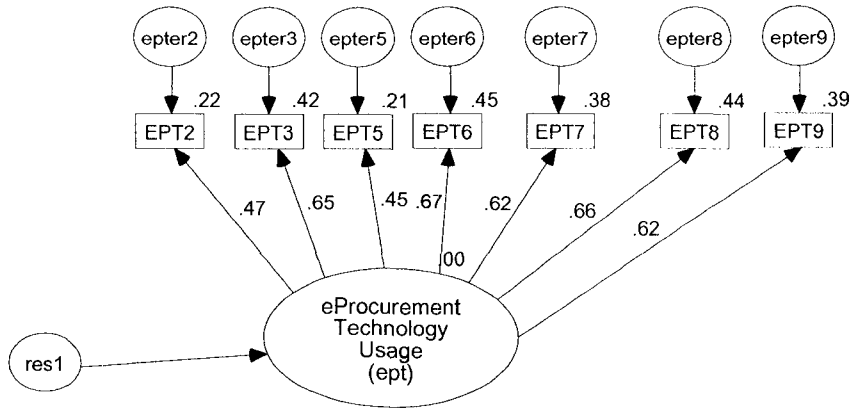 epter2 epter3 epter5 epter6 epter7 epter8 epter9
.22 .42 .21 .45 .38 .44 .39
EPT2 EPT3 EPT5 EPT6 EPT7 EPT8 EPT9
.47 .65 .45 .67 .62 .66 .62
.00
eProcurement
Technology
Usage
(ept)
res1